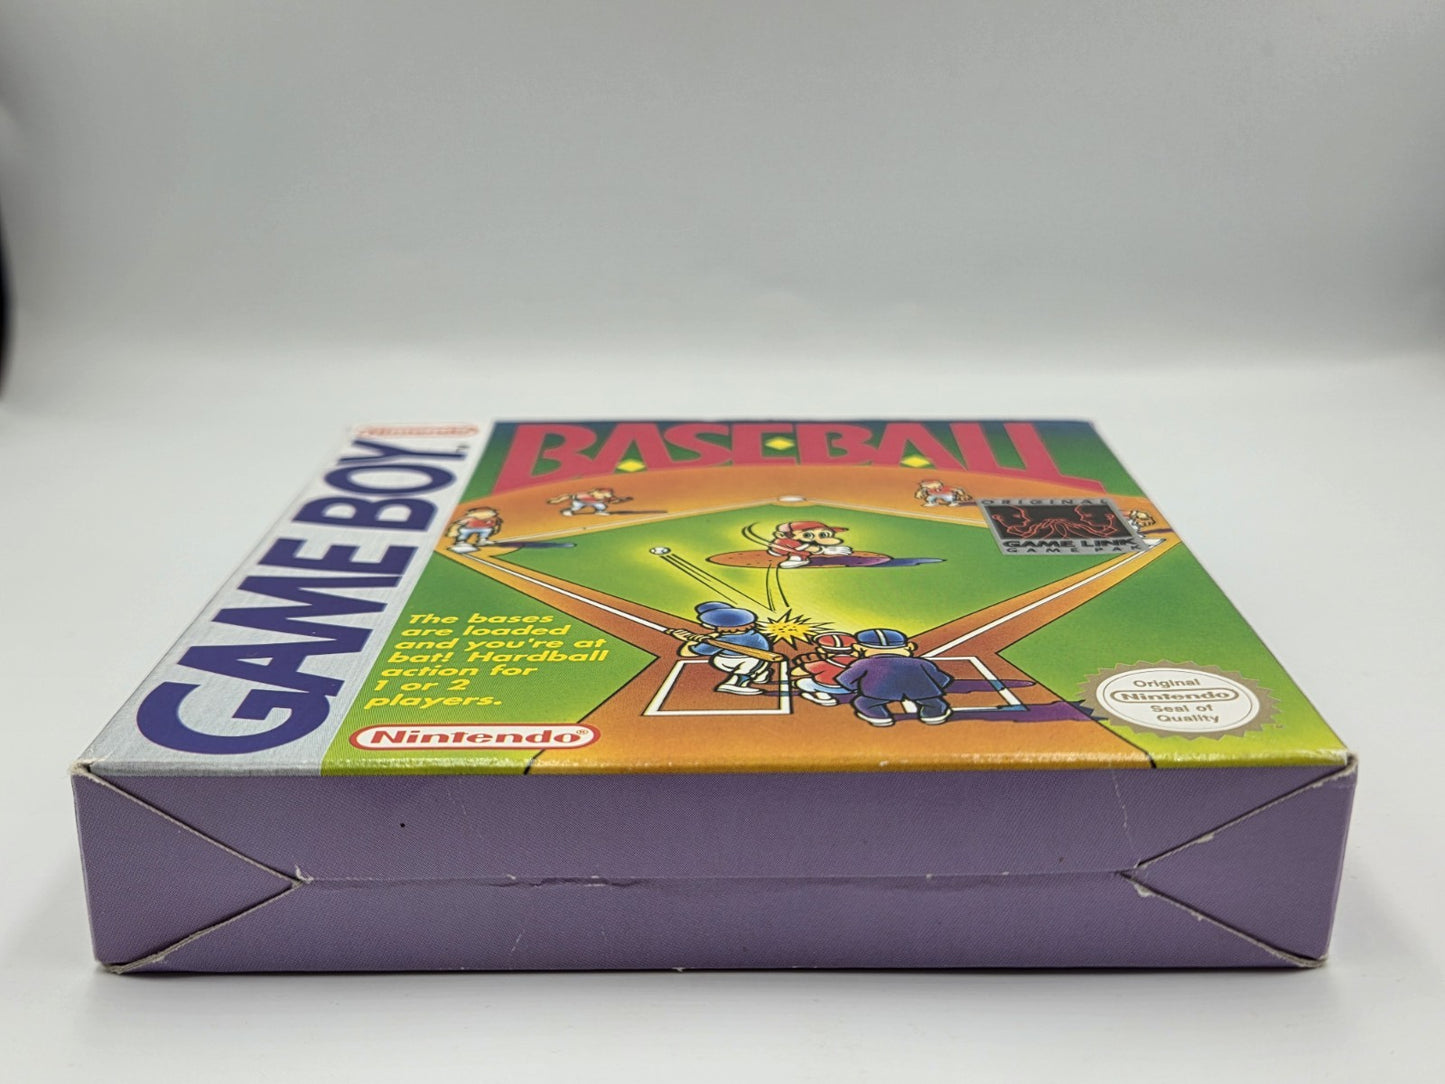 Nintendo
GAME BOY
TM
BASEBALL
ORIGINAL
GAME LINK
GAME PAK
The bases
are loaded
and you're at
bat! Hardball
action for
1 or 2
players.
Nintendo®
Original
Nintendo
Seal of
Quality